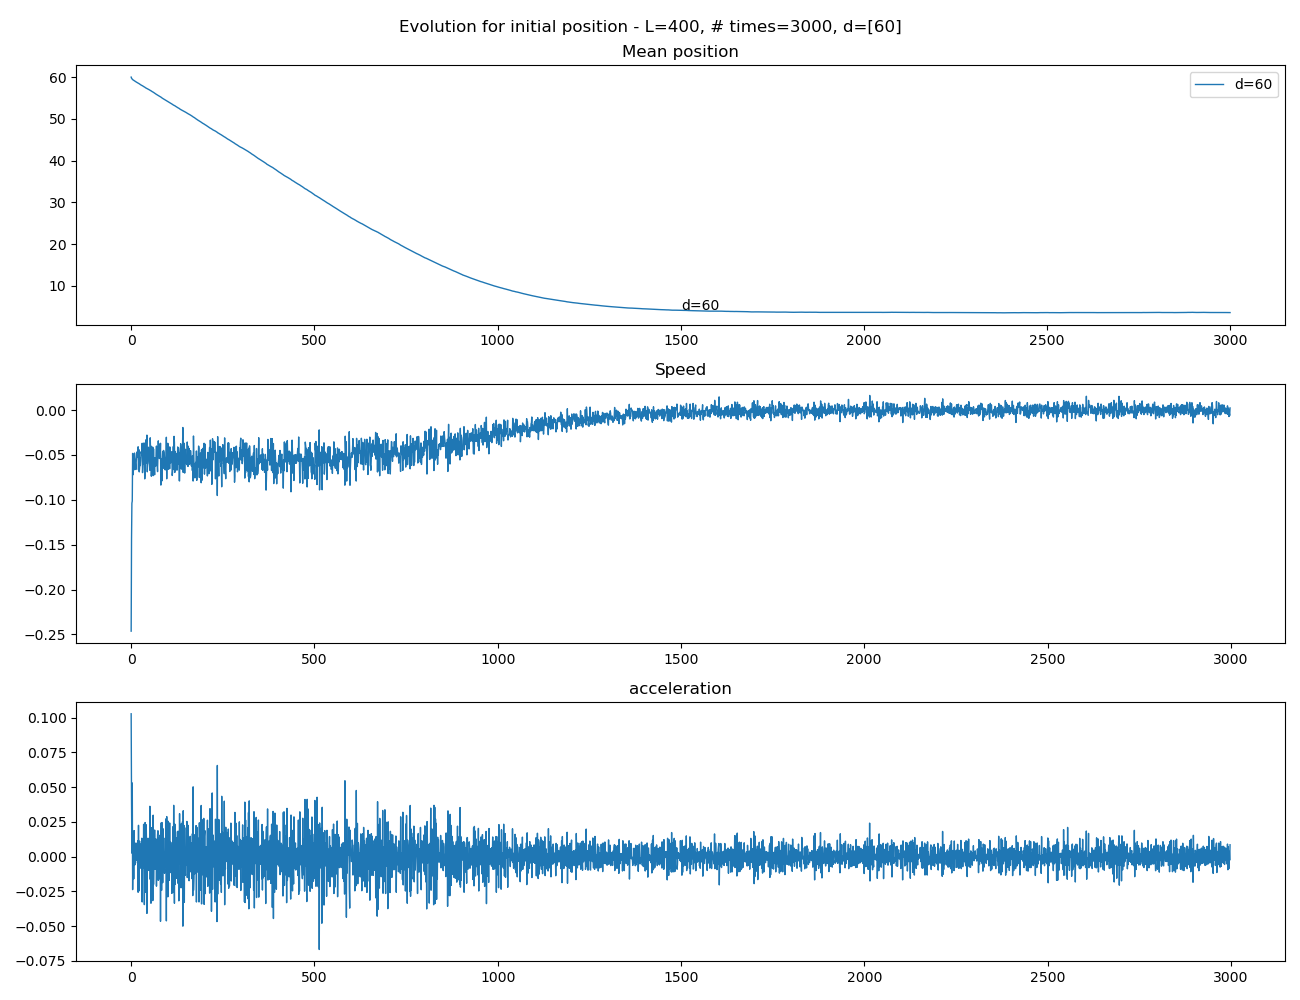 Evolution for initial position - L=400, # times=3000, d=[60]
Mean position
60
50
40
30
20
10
d=60
d=60
0 500 1000 1500 2000 2500 3000
Speed
0.00
−0.05
−0.10
−0.15
−0.20
−0.25
0 500 1000 1500 2000 2500 3000
acceleration
0.100
0.075
0.050
0.025
0.000
−0.025
−0.050
−0.075
0 500 1000 1500 2000 2500 3000